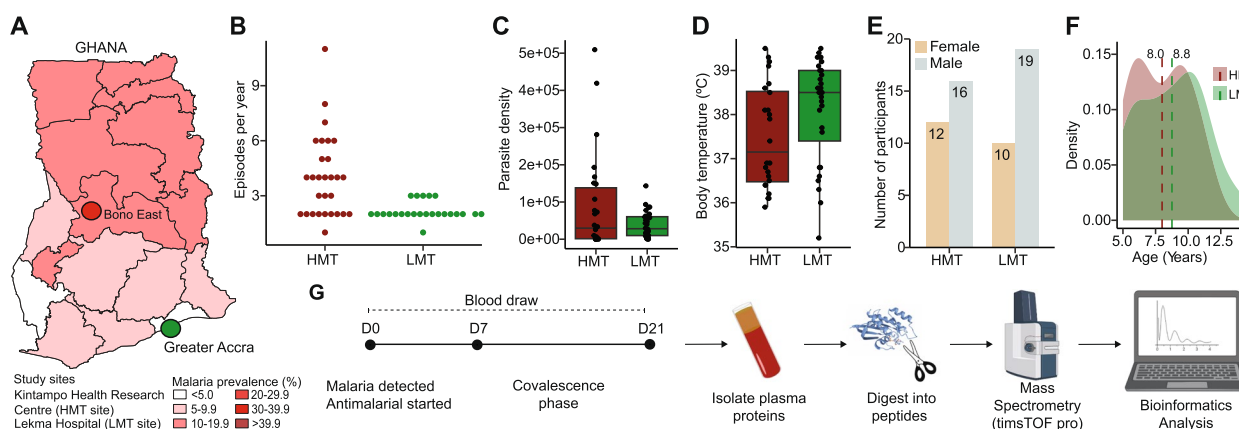 A
GHANA
Bono East
Greater Accra
Study sites
Kintampo Health Research
Centre (HMT site)
Lekma Hospital (LMT site)
Malaria prevalence (%)
<5.0
5-9.9
10-19.9
20-29.9
30-39.9
>39.9
B
Episodes per year
9
6
3
HMT
LMT
C
Parasite density
5e+05
4e+05
3e+05
2e+05
1e+05
0e+00
HMT
LMT
D
Body temperature (°C)
39
37
35
HMT
LMT
E
Number of participants
20
15
10
5
0
Female
Male
12
16
10
19
HMT
LMT
F
Density
0.15
0.10
0.05
0.00
8.0
8.8
5.0
7.5
10.0
12.5
Age (Years)
G
Blood draw
D0
D7
D21
Malaria detected
Antimalarial started
Covalescence
phase
Isolate plasma
proteins
Digest into
peptides
Mass
Spectrometry
(timsTOF pro)
Bioinformatics
Analysis